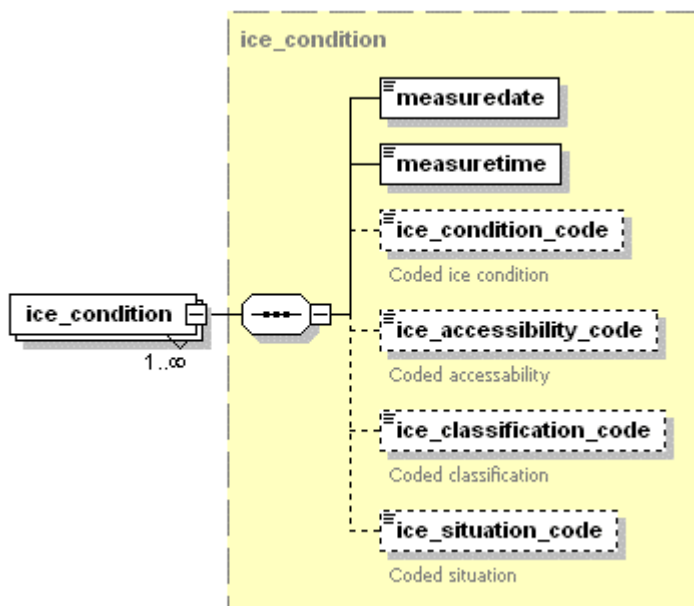 ice_condition
measuredate
measuretime
ice_condition_code
Coded ice condition
ice_condition
1..∞
ice_accessibility_code
Coded accessability
ice_classification_code
Coded classification
ice_situation_code
Coded situation